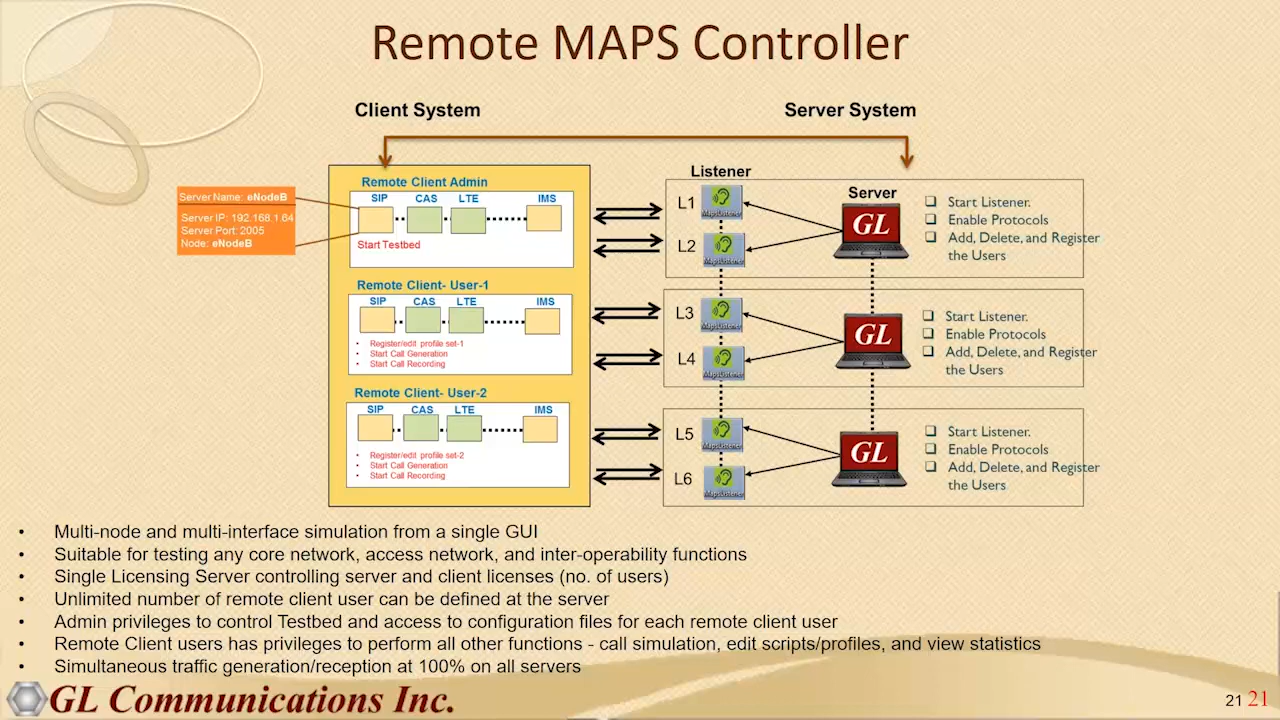 Remote MAPS Controller
Client System
Server System
Server Name: eNodeB
Server IP: 192.168.1 64
Server Port: 2005
Node: eNodeB
Remote Client Admin
SIP CAS LTE IMS
Start Testbed
Remote Client- User-1
SIP CAS LTE IMS
• Register/edit profile set-1
• Start Call Generation
• Start Call Recording
Remote Client- User-2
SIP CAS LTE IMS
• Register/edit profile set-2
• Start Call Generation
• Start Call Recording
Listener
L1
MapsListener
L2
MapsListener
Server
GL
❑ Start Listener.
❑ Enable Protocols
❑ Add, Delete, and Register
the Users
L3
MapsListener
L4
MapsListener
GL
❑ Start Listener.
❑ Enable Protocols
❑ Add, Delete, and Register
the Users
L5
MapsListener
L6
MapsListener
GL
❑ Start Listener.
❑ Enable Protocols
❑ Add, Delete, and Register
the Users
• Multi-node and multi-interface simulation from a single GUI
• Suitable for testing any core network, access network, and inter-operability functions
• Single Licensing Server controlling server and client licenses (no. of users)
• Unlimited number of remote client user can be defined at the server
• Admin privileges to control Testbed and access to configuration files for each remote client user
• Remote Client users has privileges to perform all other functions - call simulation, edit scripts/profiles, and view statistics
• Simultaneous traffic generation/reception at 100% on all servers
GL Communications Inc.
21 21